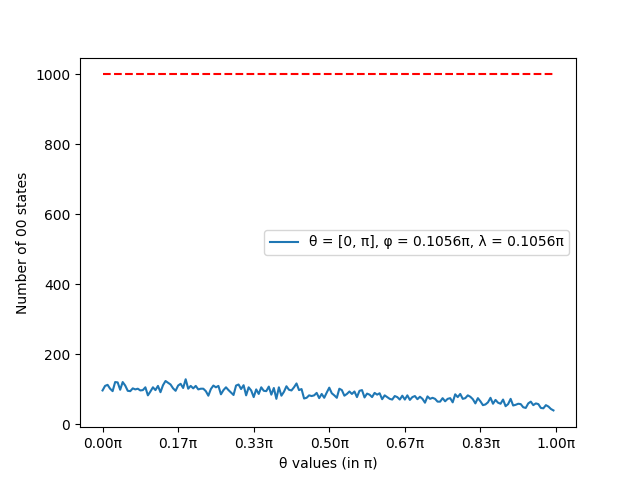 1000
800
600
400
200
0
Number of 00 states
θ = [0, π], φ = 0.1056π, λ = 0.1056π
0.00π 0.17π 0.33π 0.50π 0.67π 0.83π 1.00π
θ values (in π)